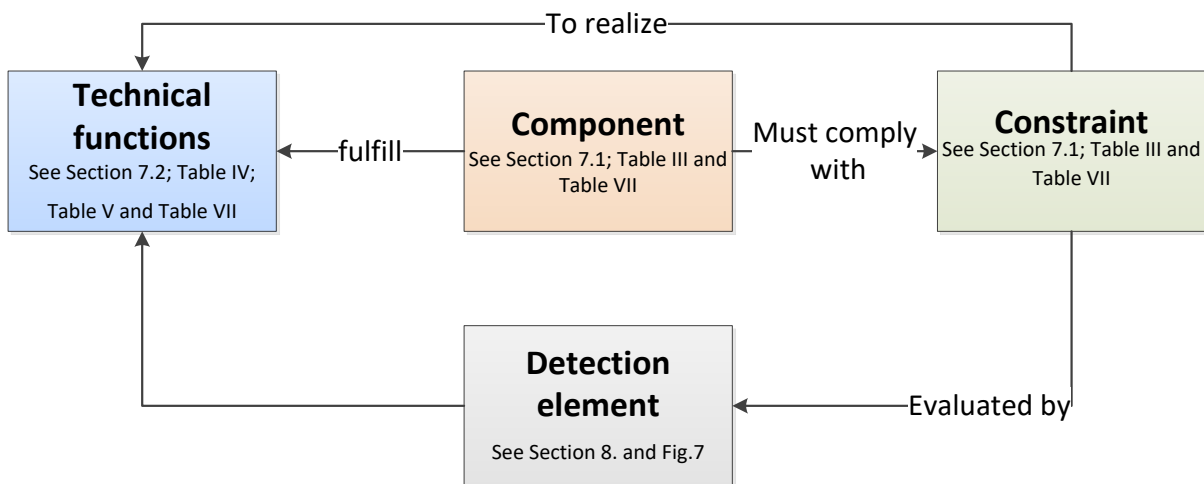 To realize
Technical
functions
See Section 7.2; Table IV;
Table V and Table VII
fulfill
Component
See Section 7.1; Table III and
Table VII
Must comply
with
Constraint
See Section 7.1; Table III and
Table VII
Detection
element
See Section 8. and Fig.7
Evaluated by